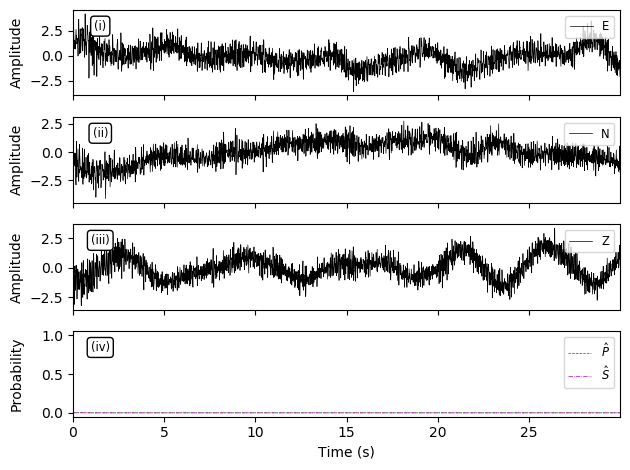 (i)
E
Amplitude
2.5
0.0
−2.5
(ii)
N
Amplitude
2.5
0.0
−2.5
(iii)
Z
Amplitude
2.5
0.0
−2.5
(iv)
P̂
Ŝ
Probability
1.0
0.5
0.0
0 5 10 15 20 25
Time (s)